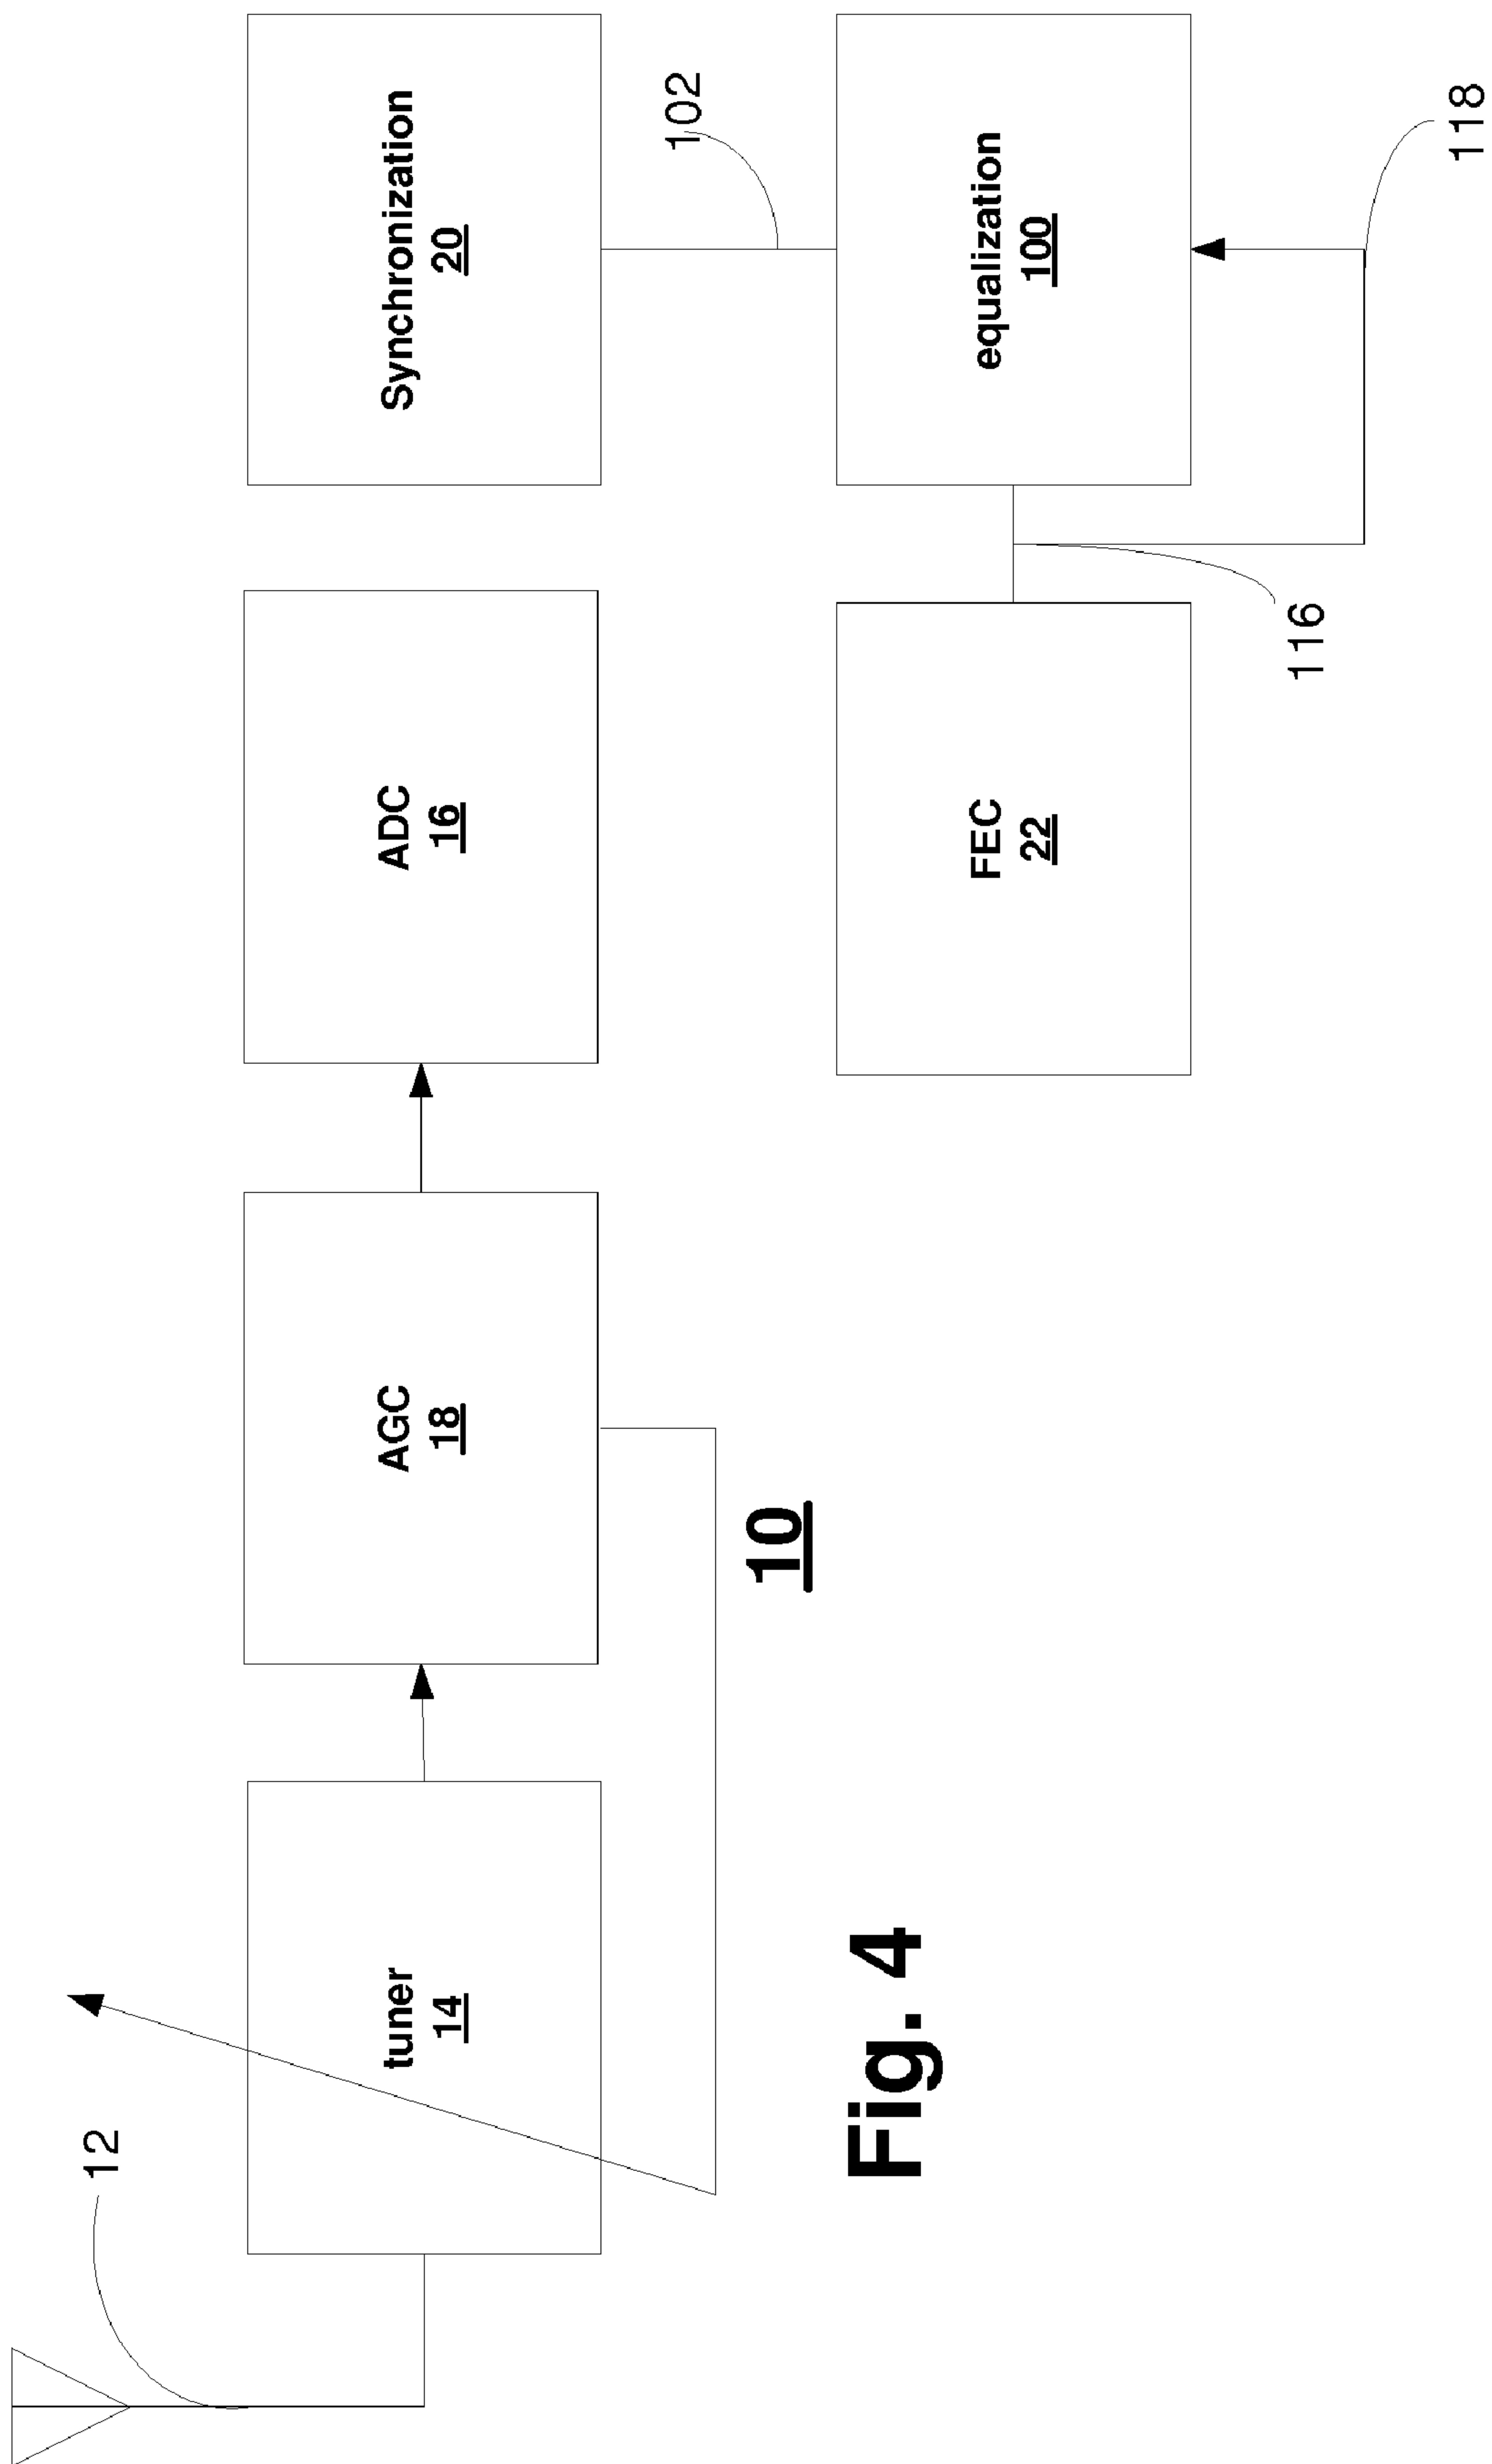 12
tuner
14
AGC
18
ADC
16
Synchronization
20
102
10
FEC
22
equalization
100
116
118
Fig. 4